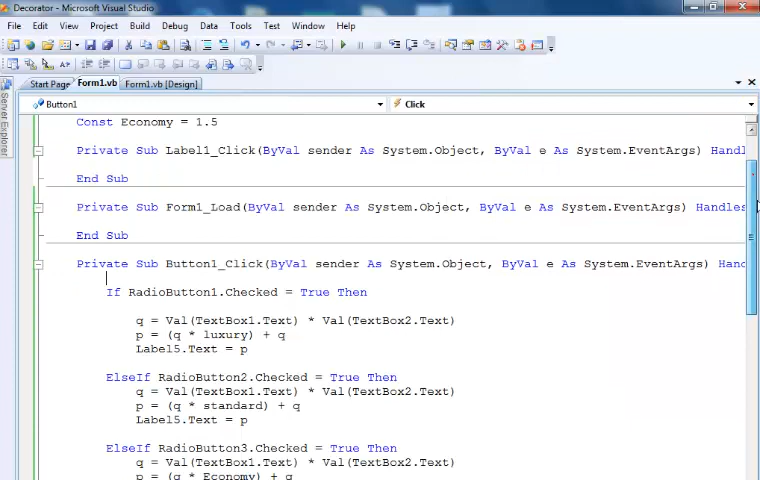 Decorator - Microsoft Visual Studio
File Edit View Project Build Debug Data Tools Test Window Help
Start Page Form1.vb Form1.vb [Design]
Server Explorer
Button1 Click
Const Economy = 1.5
Private Sub Label1_Click(ByVal sender As System.Object, ByVal e As System.EventArgs) Handl
End Sub
Private Sub Form1_Load(ByVal sender As System.Object, ByVal e As System.EventArgs) Handles
End Sub
Private Sub Button1_Click(ByVal sender As System.Object, ByVal e As System.EventArgs) Hand
If RadioButton1.Checked = True Then
q = Val(TextBox1.Text) * Val(TextBox2.Text)
p = (q * luxury) + q
Label5.Text = p
ElseIf RadioButton2.Checked = True Then
q = Val(TextBox1.Text) * Val(TextBox2.Text)
p = (q * standard) + q
Label5.Text = p
ElseIf RadioButton3.Checked = True Then
q = Val(TextBox1.Text) * Val(TextBox2.Text)
p = (q * Economy) + q